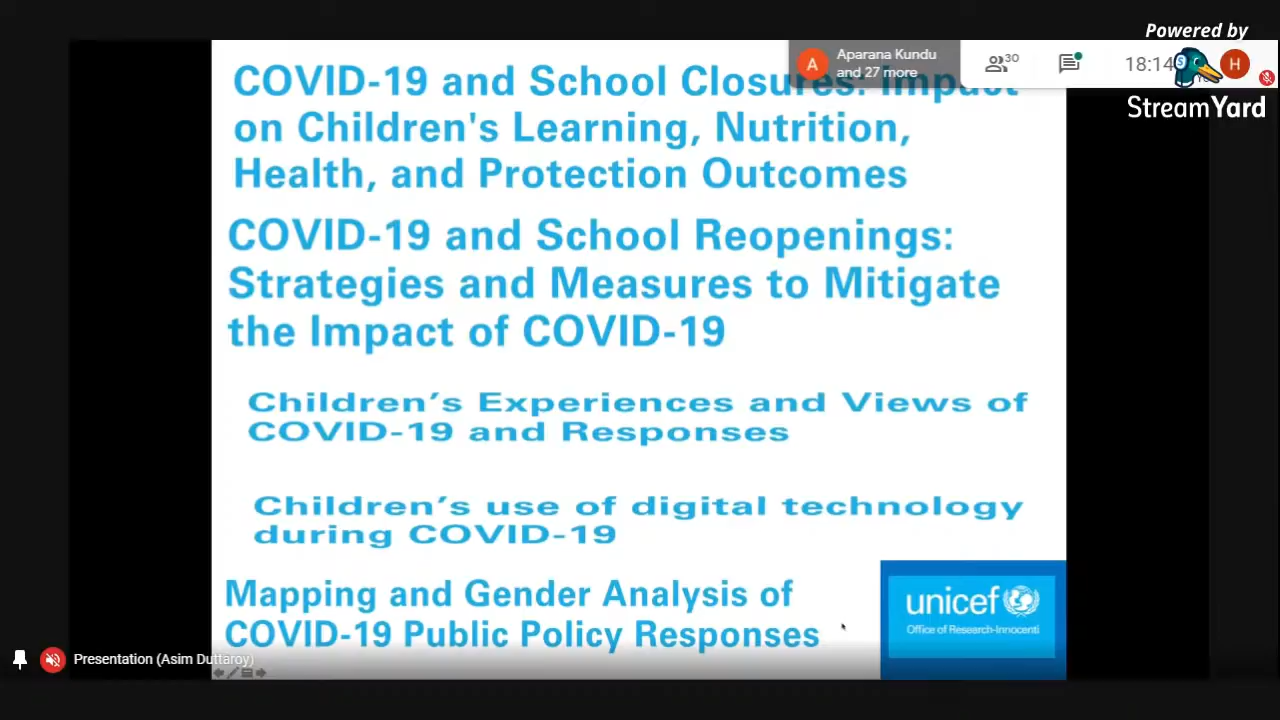 Powered by
StreamYard
Aparana Kundu
and 27 more
A
30
18:14
S
H
COVID-19 and School Closures: Impact
on Children's Learning, Nutrition,
Health, and Protection Outcomes
COVID-19 and School Reopenings:
Strategies and Measures to Mitigate
the Impact of COVID-19
Children's Experiences and Views of
COVID-19 and Responses
Children's use of digital technology
during COVID-19
Mapping and Gender Analysis of
COVID-19 Public Policy Responses
unicef
Office of Research-Innocenti
Presentation (Asim Duttaroy)